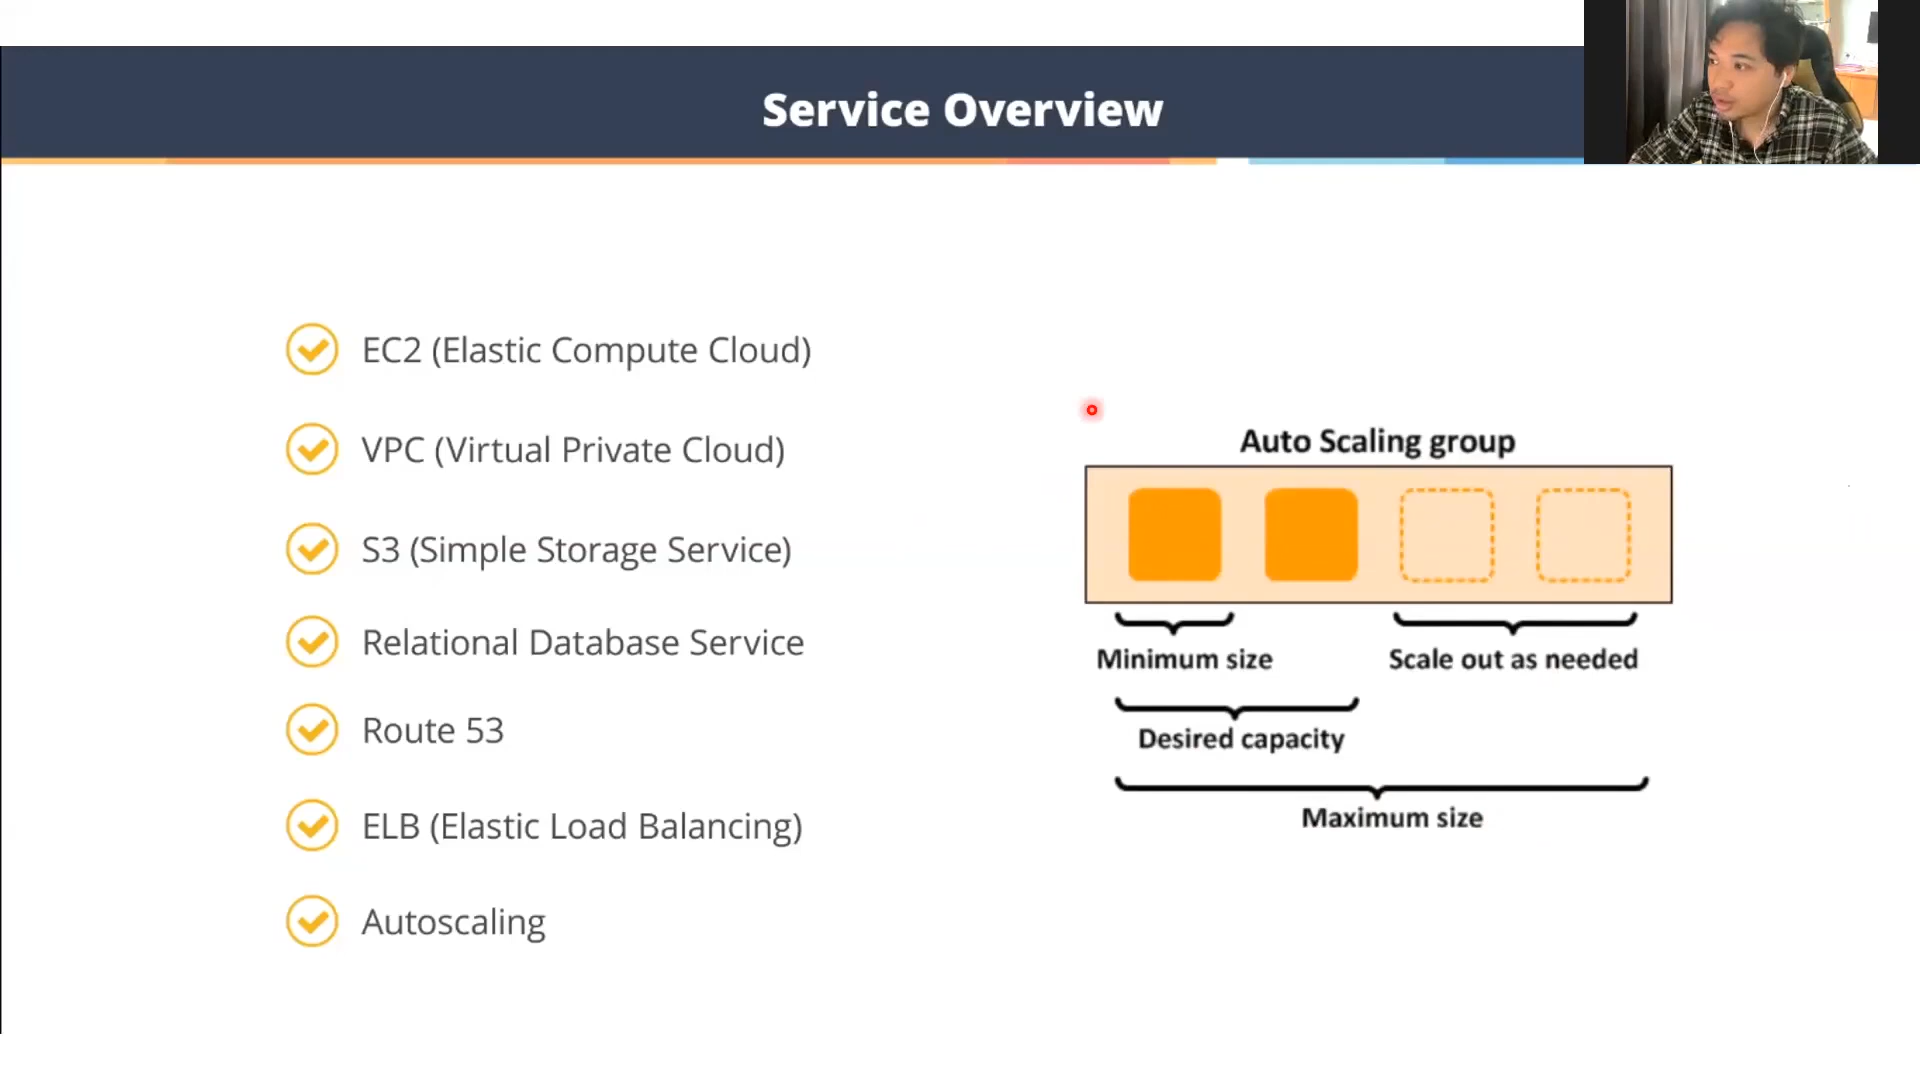 Service Overview
EC2 (Elastic Compute Cloud)
VPC (Virtual Private Cloud)
S3 (Simple Storage Service)
Relational Database Service
Route 53
ELB (Elastic Load Balancing)
Autoscaling
Auto Scaling group
Minimum size
Scale out as needed
Desired capacity
Maximum size